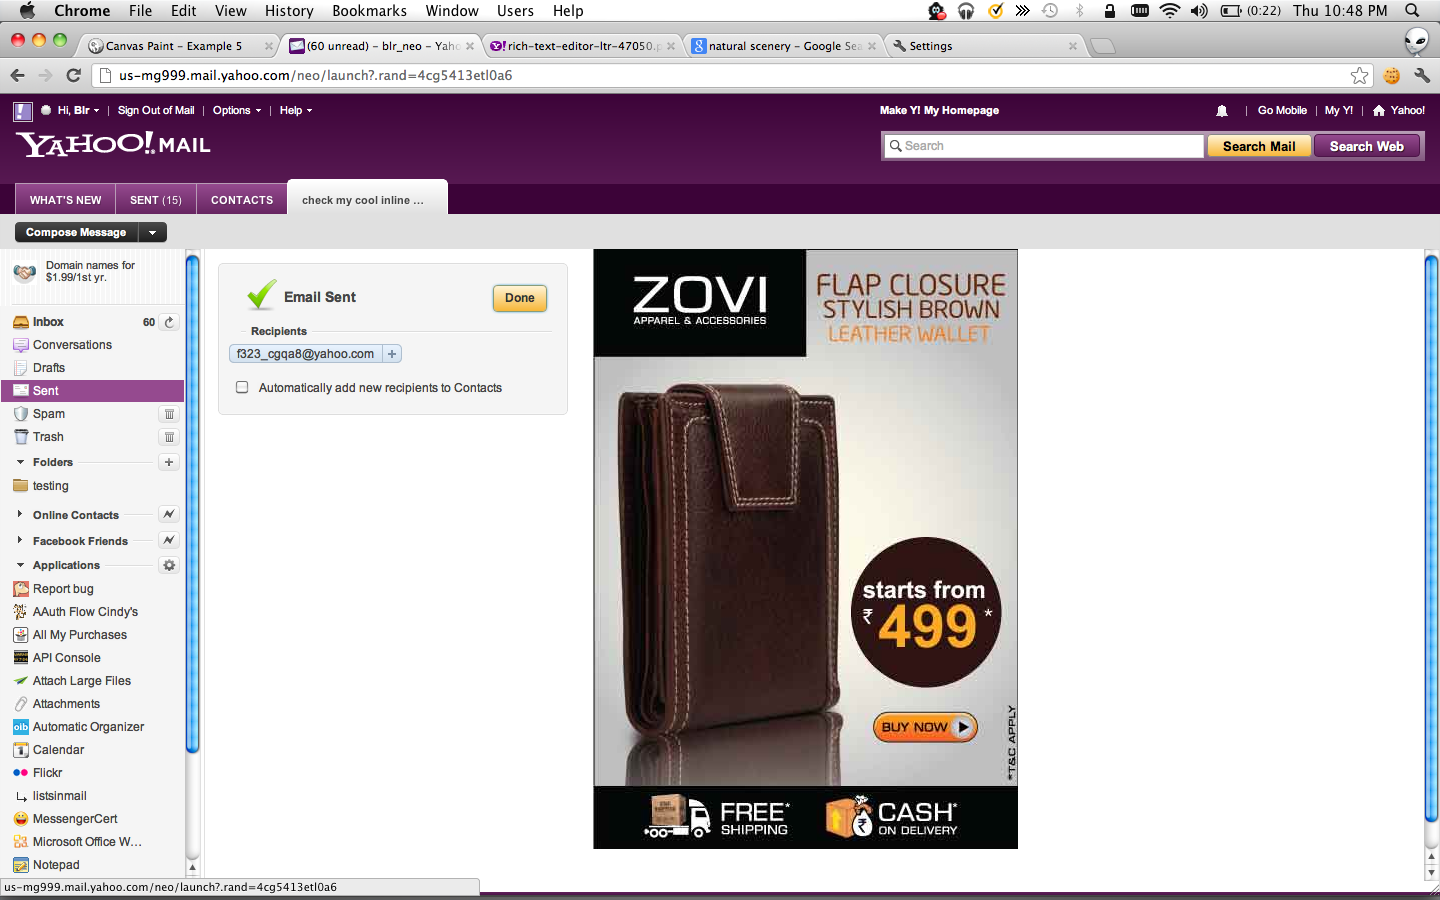 Chrome File Edit View History Bookmarks Window Users Help (0:22) Thu 10:48 PM
Canvas Paint – Example 5
(60 unread) – blr_neo – Ya
rich-text-editor-ltr-47050.
natural scenery – Google Sea
Settings
us-mg999.mail.yahoo.com/neo/launch?.rand=4cg5413etl0a6
Hi, Blr | Sign Out of Mail | Options | Help
Make Y! My Homepage
Go Mobile | My Y! | Yahoo!
YAHOO! MAIL
Search
Search Mail
Search Web
WHAT'S NEW
SENT (15)
CONTACTS
check my cool inline ...
Compose Message
Domain names for
$1.99/1st yr.
Inbox 60
Conversations
Drafts
Sent
Spam
Trash
Folders +
testing
Online Contacts
Facebook Friends
Applications
Report bug
AAuth Flow Cindy's
All My Purchases
API Console
Attach Large Files
Attachments
oib Automatic Organizer
Calendar
Flickr
listsinmail
MessengerCert
Microsoft Office W...
Notepad
us-mg999.mail.yahoo.com/neo/launch?.rand=4cg5413etl0a6
Email Sent
Done
Recipients
f323_cgqa8@yahoo.com +
Automatically add new recipients to Contacts
ZOVI
APPAREL & ACCESSORIES
FLAP CLOSURE
STYLISH BROWN
LEATHER WALLET
starts from
₹ 499 *
BUY NOW
*T&C APPLY
FREE*
SHIPPING
CASH*
ON DELIVERY